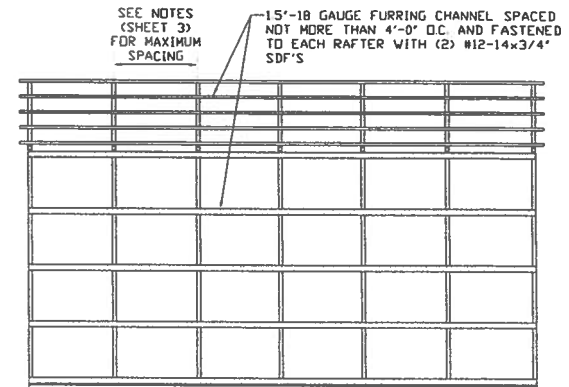 SEE NOTES
(SHEET 3)
FOR MAXIMUM
SPACING
15'-18 GAUGE FURRING CHANNEL SPACED
NOT MORE THAN 4'-0' O.C. AND FASTENED
TO EACH RAFTER WITH (2) #12-14x3/4'
SDF'S